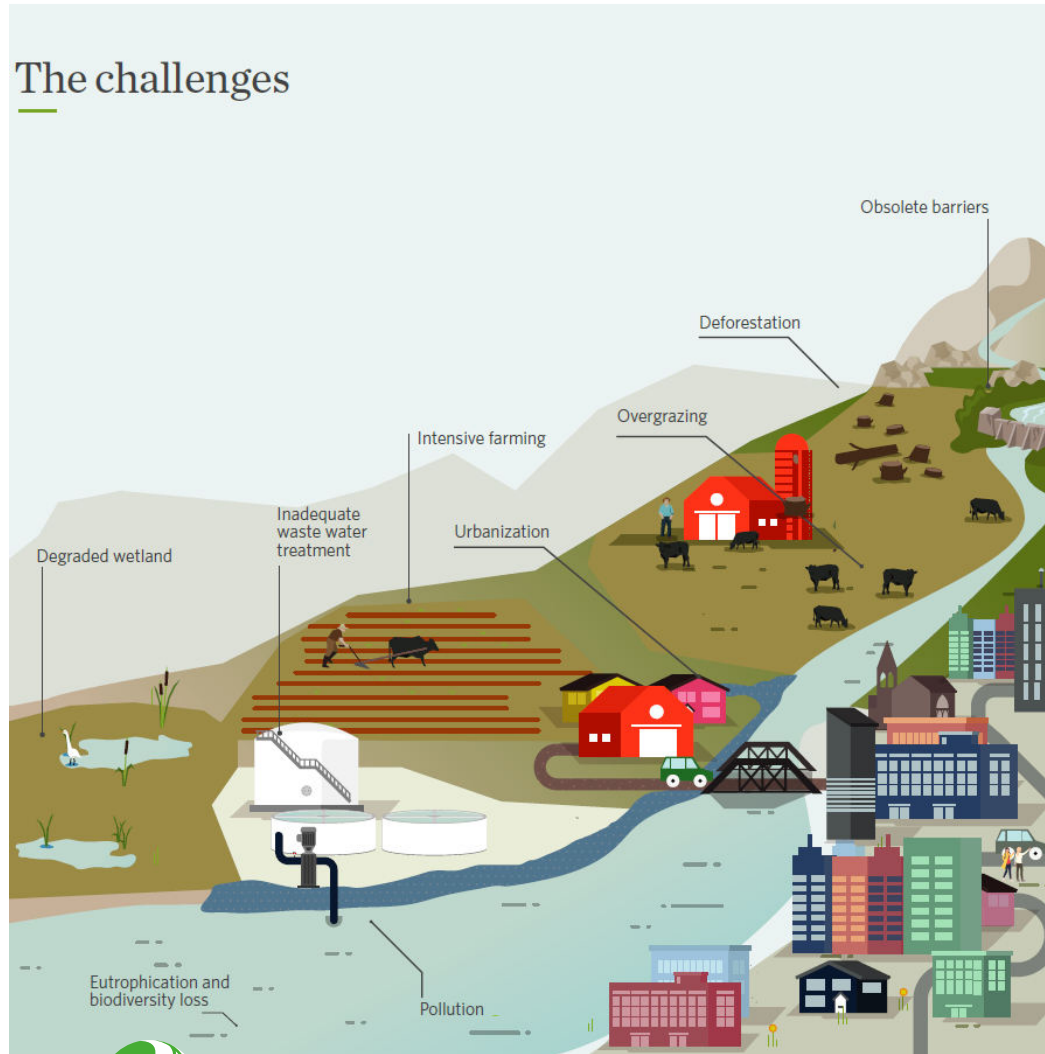 The challenges
Obsolete barriers
Deforestation
Overgrazing
Intensive farming
Inadequate
waste water
treatment
Urbanization
Degraded wetland
Eutrophication and
biodiversity loss
Pollution